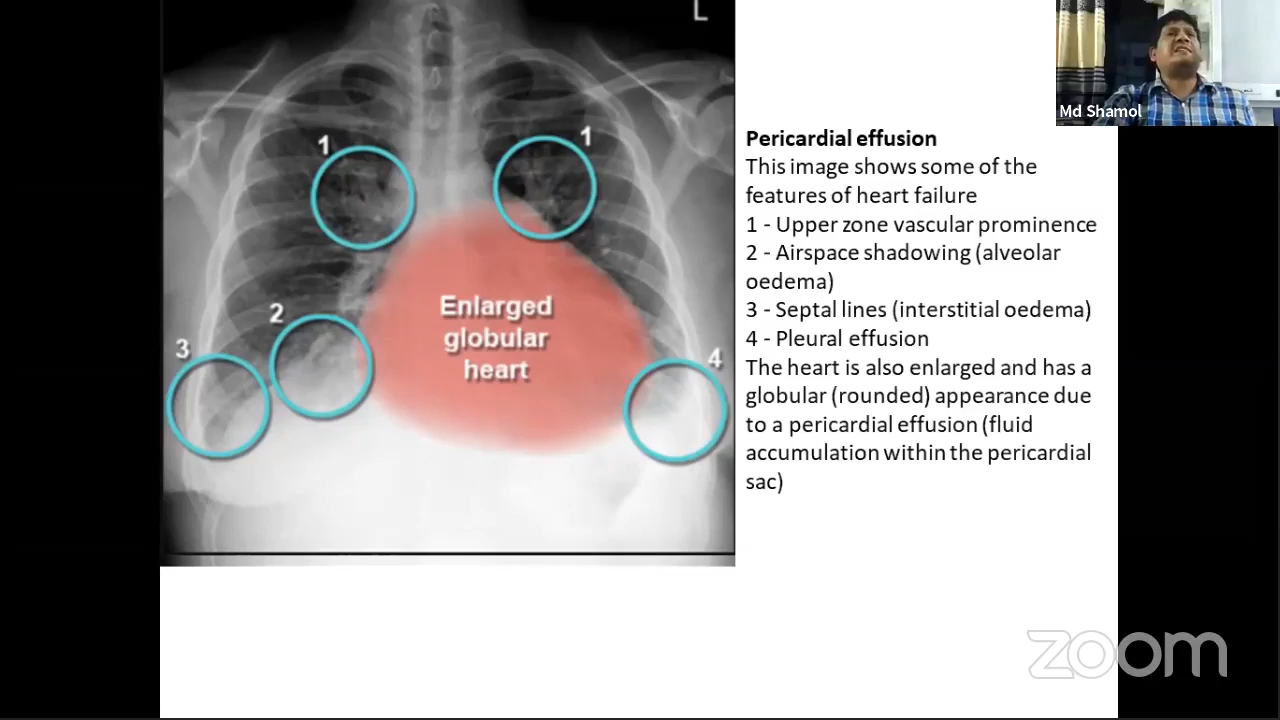 L
1
1
2
3
4
Enlarged
globular
heart
Md Shamol
Pericardial effusion
This image shows some of the
features of heart failure
1 - Upper zone vascular prominence
2 - Airspace shadowing (alveolar
oedema)
3 - Septal lines (interstitial oedema)
4 - Pleural effusion
The heart is also enlarged and has a
globular (rounded) appearance due
to a pericardial effusion (fluid
accumulation within the pericardial
sac)
zoom